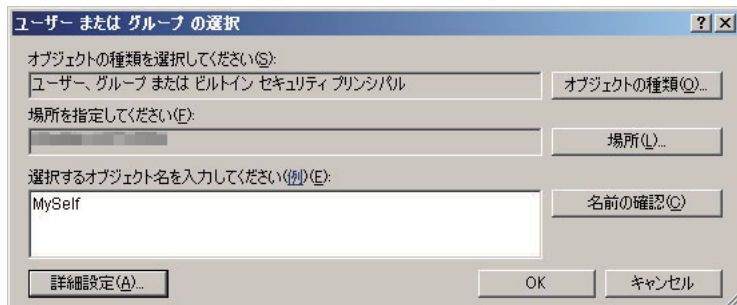 ユーザー または グループ の選択
オブジェクトの種類を選択してください(S):
ユーザー、グループ または ビルトイン セキュリティ プリンシパル
オブジェクトの種類(O)...
場所を指定してください(F):
場所(L)...
選択するオブジェクト名を入力してください(例)(E):
MySelf
名前の確認(C)
詳細設定(A)...
OK
キャンセル